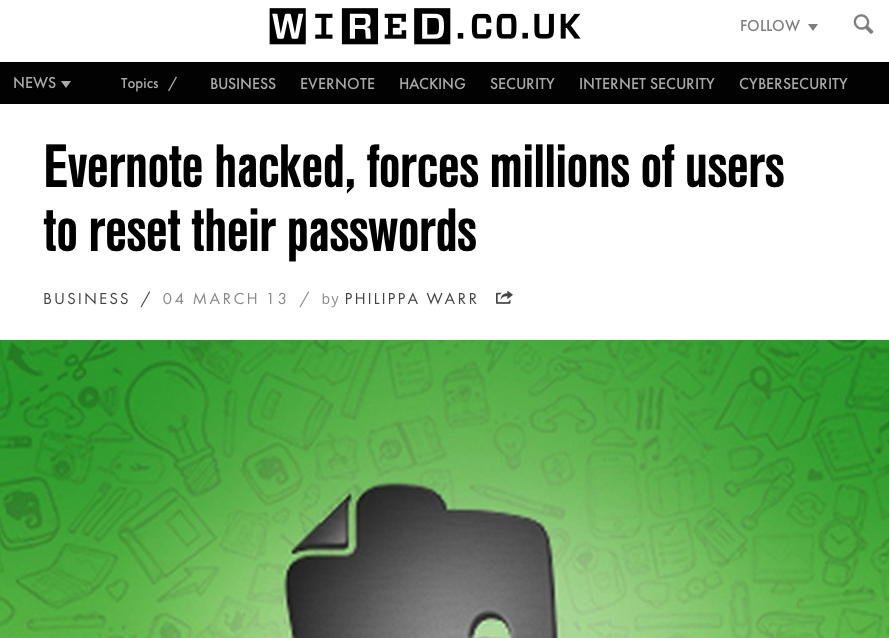 WIRED.CO.UK
FOLLOW
NEWS Topics / BUSINESS EVERNOTE HACKING SECURITY INTERNET SECURITY CYBERSECURITY
Evernote hacked, forces millions of users
to reset their passwords
BUSINESS / 04 MARCH 13 / by PHILIPPA WARR